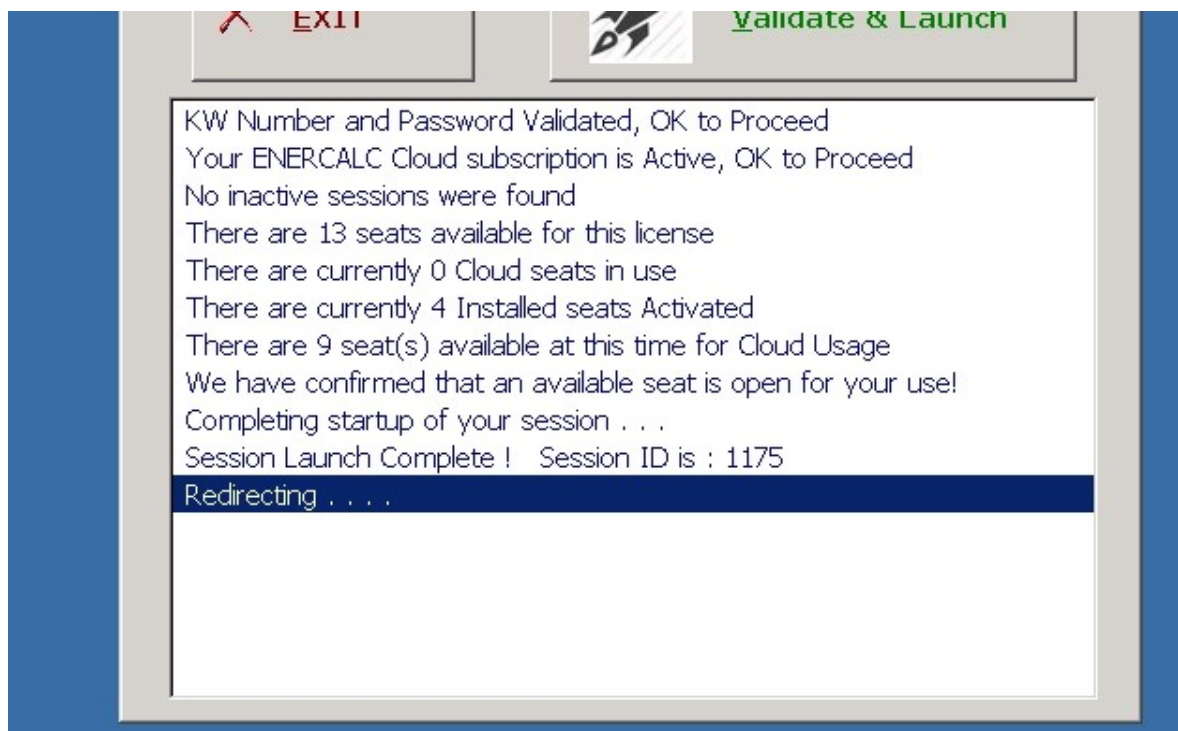 EXIT
Validate & Launch
KW Number and Password Validated, OK to Proceed
Your ENERCALC Cloud subscription is Active, OK to Proceed
No inactive sessions were found
There are 13 seats available for this license
There are currently 0 Cloud seats in use
There are currently 4 Installed seats Activated
There are 9 seat(s) available at this time for Cloud Usage
We have confirmed that an available seat is open for your use!
Completing startup of your session . . .
Session Launch Complete ! Session ID is : 1175
Redirecting . . . .